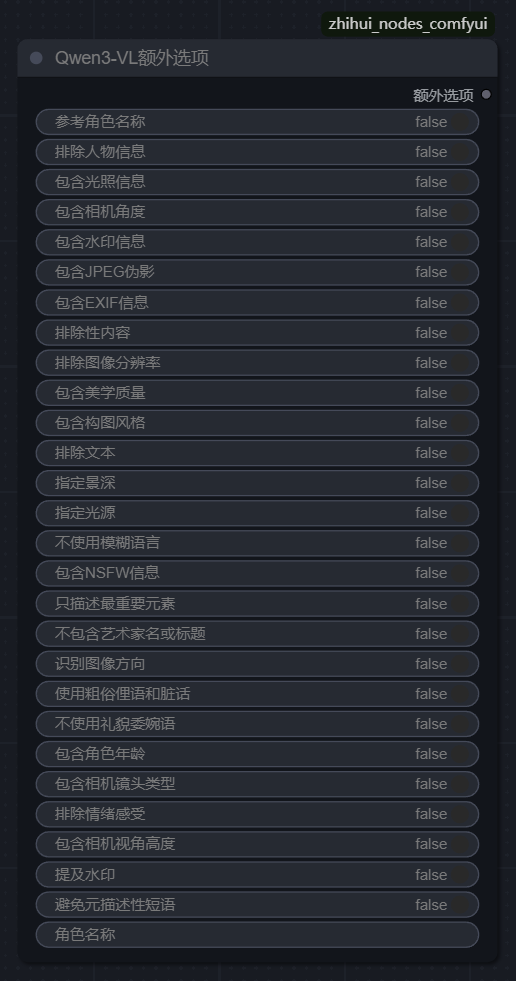 zhihui_nodes_comfyui
Qwen3-VL额外选项
额外选项
参考角色名称 false
排除人物信息 false
包含光照信息 false
包含相机角度 false
包含水印信息 false
包含JPEG伪影 false
包含EXIF信息 false
排除性内容 false
排除图像分辨率 false
包含美学质量 false
包含构图风格 false
排除文本 false
指定景深 false
指定光源 false
不使用模糊语言 false
包含NSFW信息 false
只描述最重要元素 false
不包含艺术家名或标题 false
识别图像方向 false
使用粗俗俚语和脏话 false
不使用礼貌委婉语 false
包含角色年龄 false
包含相机镜头类型 false
排除情绪感受 false
包含相机视角高度 false
提及水印 false
避免元描述性短语 false
角色名称